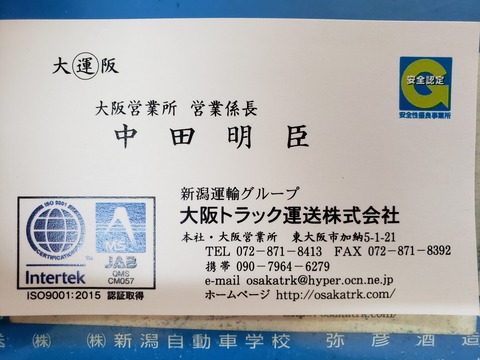 大運阪
安全認定
G
安全性優良事業所
大阪営業所 営業係長
中田明臣
新潟運輸グループ
大阪トラック運送株式会社
本社・大阪営業所 東大阪市加納5-1-21
TEL 072-871-8413 FAX 072-871-8392
携帯 090-7964-6279
e-mail osakatrk@hyper.ocn.ne.jp
ホームページ http://osakatrk.com/
ISO 9001
Intertek
MS
JAB
QMS
CM057
ISO9001:2015 認証取得
送 ㈱ ㈱新潟自動車学校 弥彦酒造